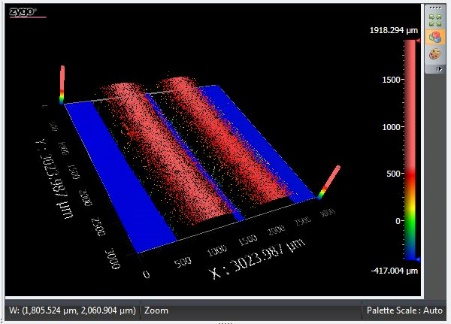 zygo
1918.294 µm
1500
1000
500
0
-417.004 µm
Y: 3023.987 µm
500
1000
1500
2000
2500
3000
0
500
1000
1500
2000
2500
3000
X: 3023.987 µm
W: (1,805.524 µm, 2,060.904 µm) Zoom Palette Scale: Auto